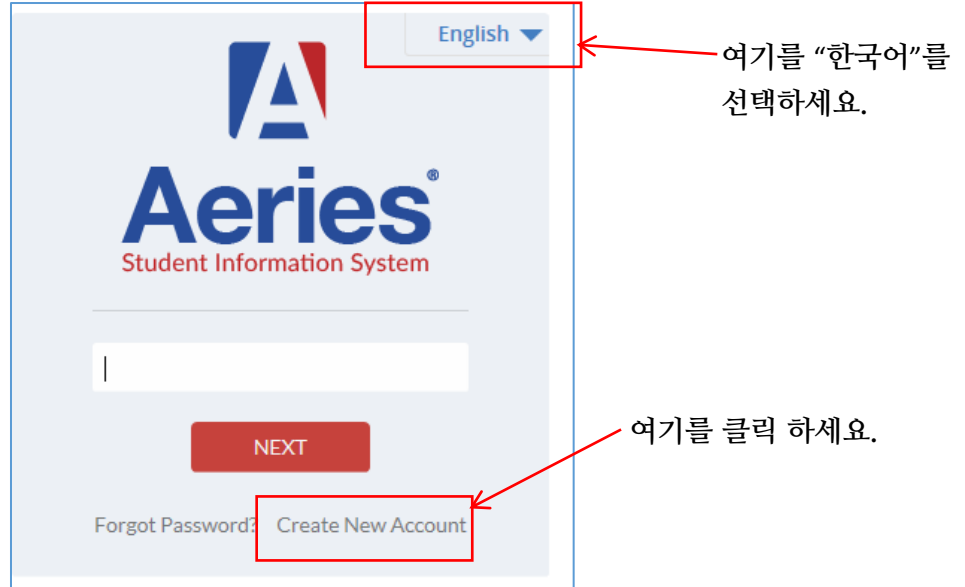 English
여기를 “한국어”를
선택하세요.
Aeries®
Student Information System
NEXT
여기를 클릭 하세요.
Forgot Password? Create New Account